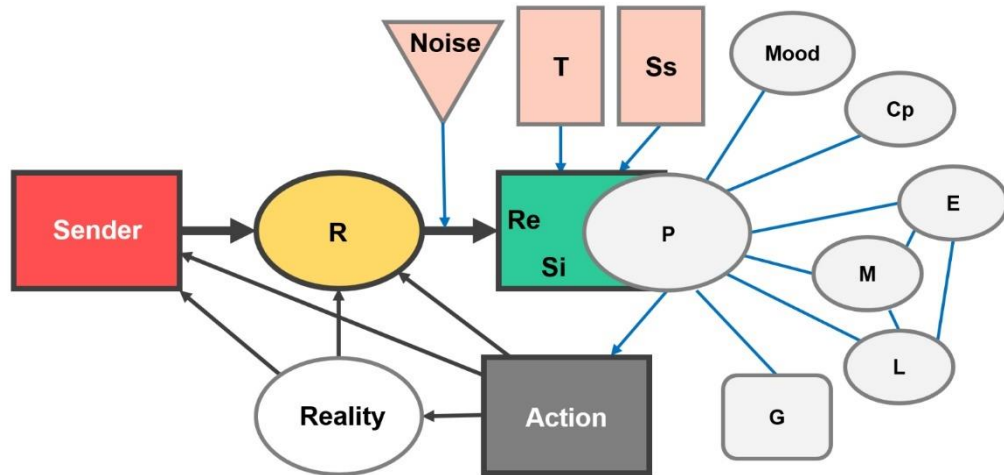 Noise
T
Ss
Mood
Cp
Sender
R
Re
Si
P
E
M
L
Reality
Action
G